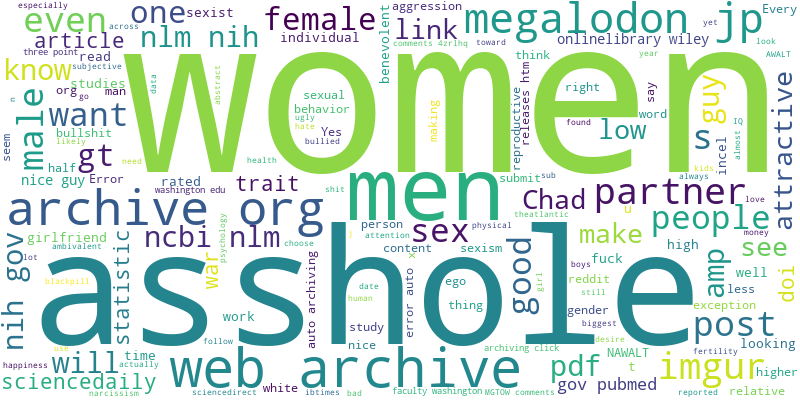 especially
across
aggression
Every
even
one
sexist
female
megalodon jp
article
nlm nih
individual
link
benevolent
comments 4zrlhq
toward
yet
look
three point
read
onlinelibrary wiley
AWALT
know
subjective
data
abstract
women
think
year
studies
org
go
man
sexual
behavior
right
guy
n
male
want
ugly
hate
making
reproductive
releases htm
say
IQ
almost
attractive
likely
bullshit
Yes
bullied
low
word
s
found
incel
seem
half
gt
need
health
kids
nice guy
Error
rated
trait
men
submit
sub
always
love
washington edu
shit
Chad
partner
archive org
theatlantic
u
money
girlfriend
ncbi nlm
person
attention
sex
physical
people
ambivalent
choose
psychology
content
sexism
good
girl
make
high
see
nih gov
lot
statistic
war
auto archiving
error auto
x
boys
fuck
amp
well
doi
blackpill
asshole
date
human
ego
thing
reddit
still
less
exception
work
study
gender
biggest
post
looking
will
time
follow
nice
archiving click
desire
NAWALT
t
fertility
higher
use
actually
happiness
web archive
pdf
imgur
sciencedaily
white
gov pubmed
narcissism
sciencedirect
ibtimes
bad
faculty washington
MGTOW comments
reported
relative